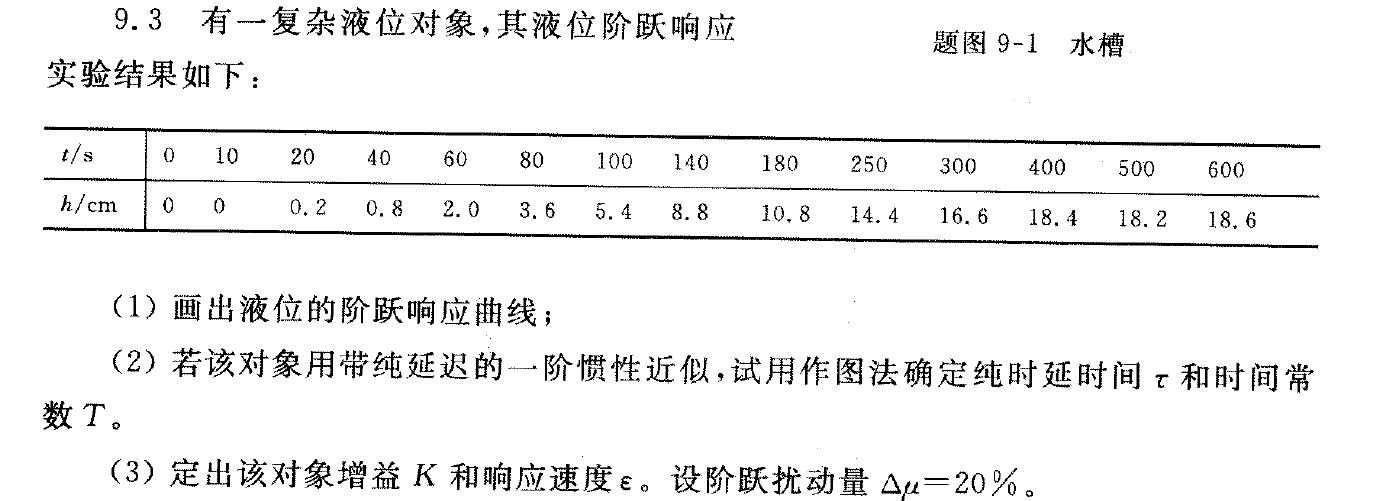 9.3 有一复杂液位对象,其液位阶跃响应
题图 9-1 水槽
实验结果如下:
t/s 0 10 20 40 60 80 100 140 180 250 300 400 500 600
h/cm 0 0 0.2 0.8 2.0 3.6 5.4 8.8 10.8 14.4 16.6 18.4 18.2 18.6
(1) 画出液位的阶跃响应曲线;
(2) 若该对象用带纯延迟的一阶惯性近似,试用作图法确定纯时延时间 τ 和时间常
数 T。
(3) 定出该对象增益 K 和响应速度 ε。设阶跃扰动量 Δμ=20%。